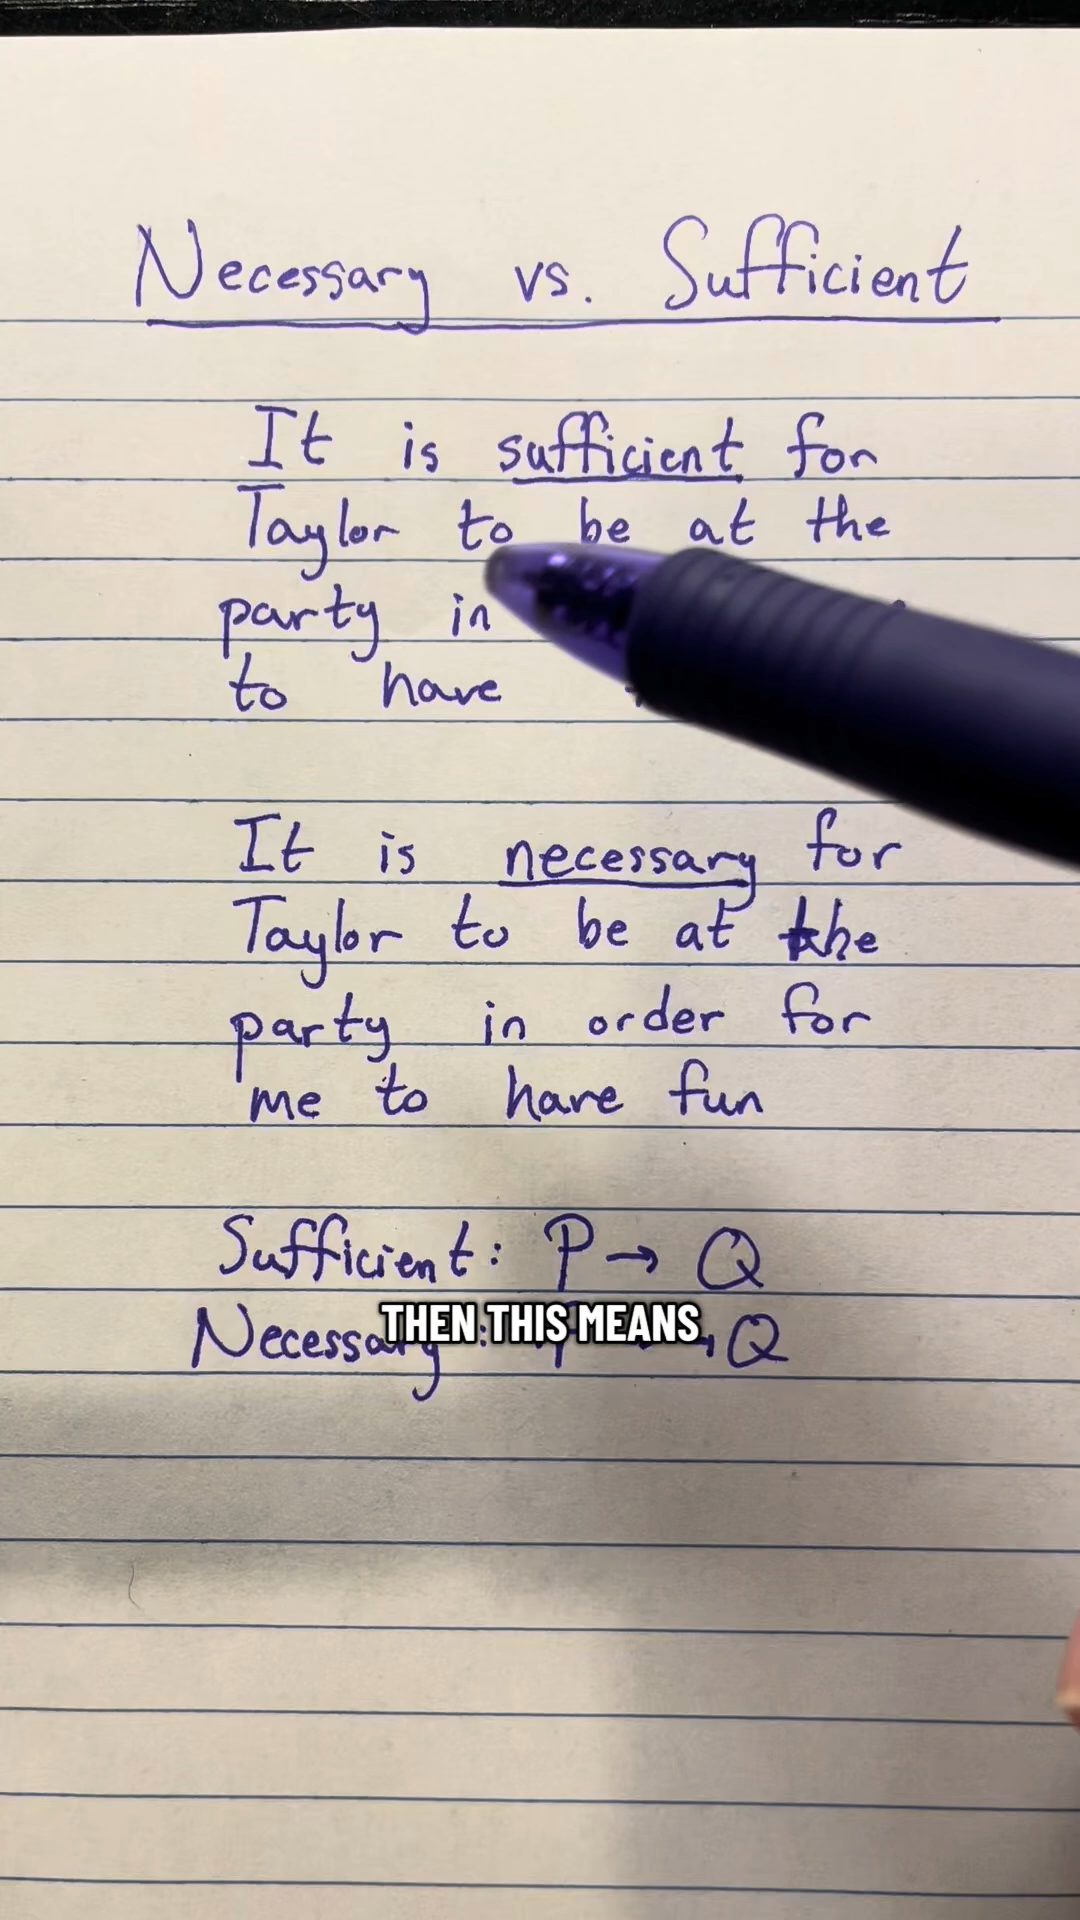 Necessary vs. Sufficient
It is sufficient for
Taylor to be at the
party in
to have
It is necessary for
Taylor to be at the
party in order for
me to have fun
Sufficient: P → Q
Necessary: Q
THEN THIS MEANS